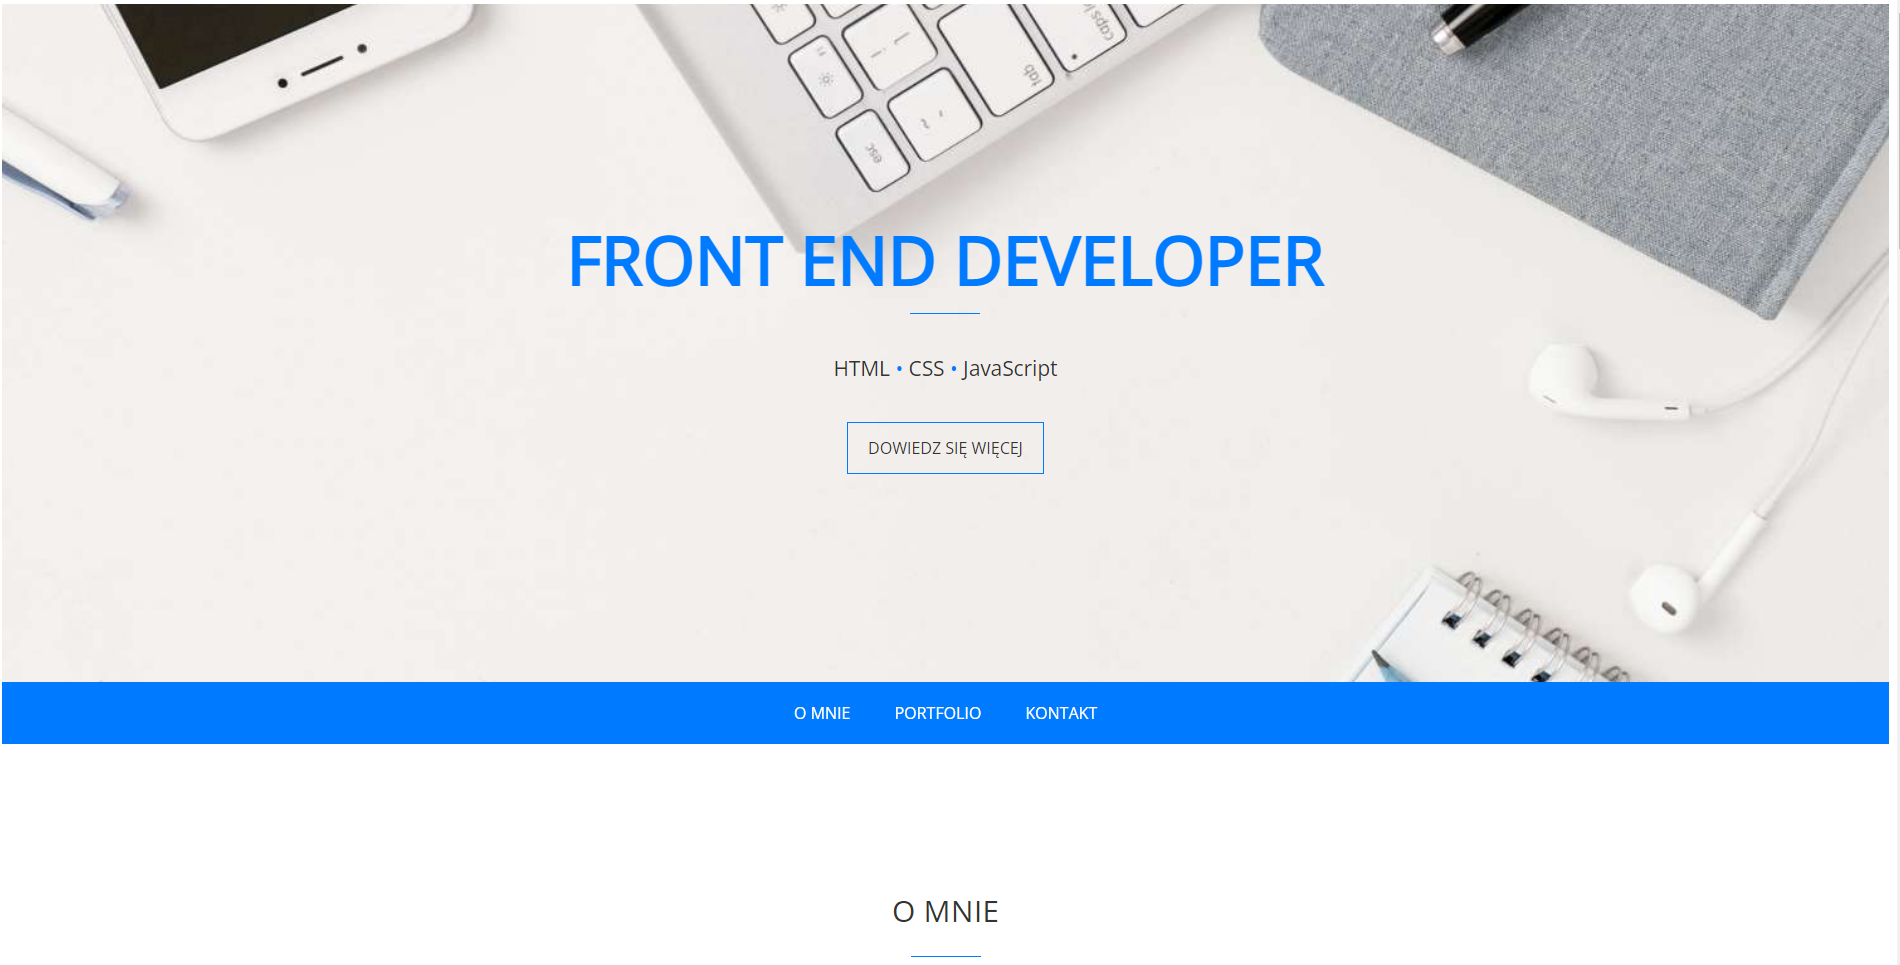 caps lock
tab
esc
FRONT END DEVELOPER
HTML • CSS • JavaScript
DOWIEDZ SIĘ WIĘCEJ
O MNIE PORTFOLIO KONTAKT
O MNIE